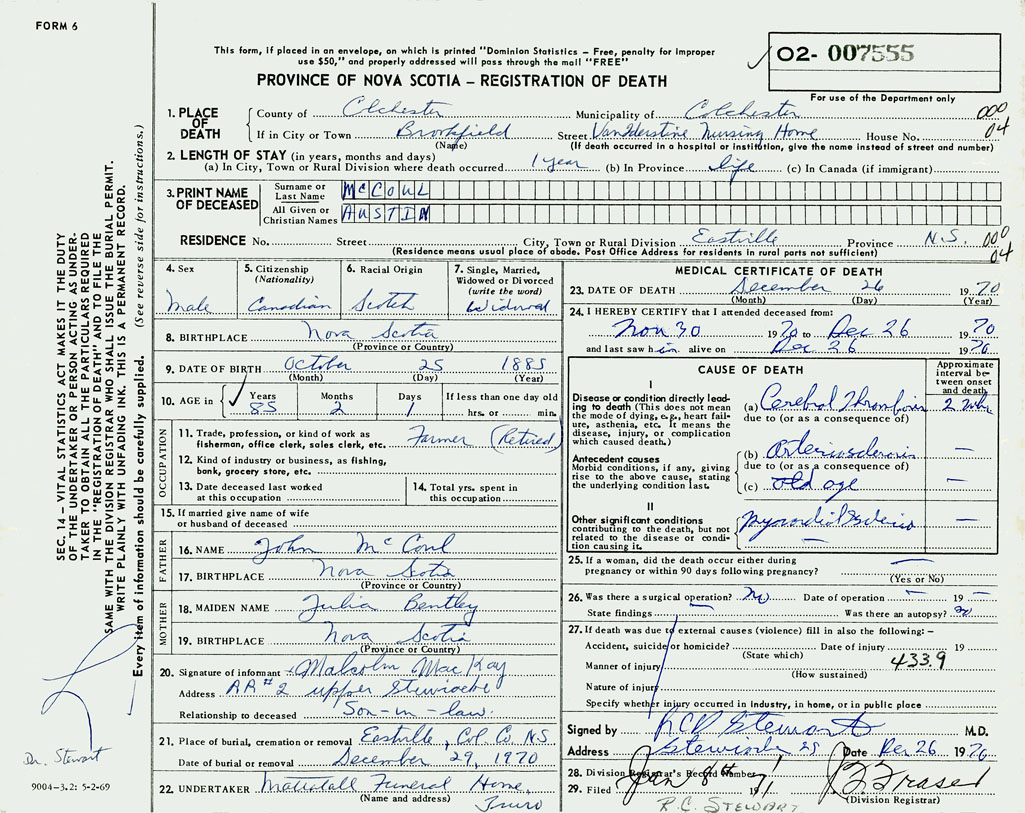 FORM 6
This form, if placed in an envelope, on which is printed "Dominion Statistics – Free, penalty for improper
use $50," and properly addressed will pass through the mail "FREE"
PROVINCE OF NOVA SCOTIA – REGISTRATION OF DEATH
02- 007555
For use of the Department only
1. PLACE OF DEATH County of Colchester Municipality of Colchester 000
If in City or Town Brookfield Street VanHerstine Nursing Home House No. 04
(Name) (If death occurred in a hospital or institution, give the name instead of street and number)
2. LENGTH OF STAY (in years, months and days)
(a) In City, Town or Rural Division where death occurred 1 year (b) In Province life (c) In Canada (if immigrant)
3. PRINT NAME OF DECEASED
Surname or Last Name McCOUL
All Given or Christian Names AUSTIN
RESIDENCE No. Street City, Town or Rural Division Eastville Province N.S. 000
(Residence means usual place of abode. Post Office Address for residents in rural parts not sufficient) 04
4. Sex Male
5. Citizenship (Nationality) Canadian
6. Racial Origin Scotch
7. Single, Married, Widowed or Divorced (write the word) Widowed
8. BIRTHPLACE Nova Scotia
(Province or Country)
9. DATE OF BIRTH October 25 1885
(Month) (Day) (Year)
10. AGE in Years 85 Months 2 Days 1 If less than one day old hrs. or min.
OCCUPATION
11. Trade, profession, or kind of work as fisherman, office clerk, sales clerk, etc. Farmer (Retired)
12. Kind of industry or business, as fishing, bank, grocery store, etc.
13. Date deceased last worked at this occupation
14. Total yrs. spent in this occupation
15. If married give name of wife or husband of deceased
FATHER
16. NAME John McCoul
17. BIRTHPLACE Nova Scotia
(Province or Country)
MOTHER
18. MAIDEN NAME Julia Bentley
19. BIRTHPLACE Nova Scotia
(Province or Country)
20. Signature of informant Malcolm MacKay
Address RR #2 upper Stewiacke
Relationship to deceased Son-in-law.
21. Place of burial, cremation or removal Eastville, Col. Co. N.S.
Date of burial or removal December 29, 1970
22. UNDERTAKER Mattatall Funeral Home,
(Name and address) Truro
MEDICAL CERTIFICATE OF DEATH
23. DATE OF DEATH December 26 1970
(Month) (Day) (Year)
24. I HEREBY CERTIFY that I attended deceased from:
Nov 30 1970 to Dec 26 1970
and last saw him alive on Dec 26 1970
CAUSE OF DEATH
Approximate interval between onset and death
I
Disease or condition directly leading to death (This does not mean the mode of dying, e.g., heart failure, asthenia, etc. It means the disease, injury, or complication which caused death.)
(a) Cerebral Thrombosis 2 wks
due to (or as a consequence of)
Antecedent causes
Morbid conditions, if any, giving rise to the above cause, stating the underlying condition last.
(b) Arteriosclerosis —
due to (or as a consequence of)
(c) old age —
II
Other significant conditions contributing to the death, but not related to the disease or condition causing it.
Myocardial Sclerosis —
25. If a woman, did the death occur either during pregnancy or within 90 days following pregnancy? —
(Yes or No)
26. Was there a surgical operation? No Date of operation — 19 —
State findings — Was there an autopsy? No
27. If death was due to external causes (violence) fill in also the following: –
Accident, suicide or homicide? Date of injury 19
(State which)
Manner of injury 433.9
(How sustained)
Nature of injury
Specify whether injury occurred in Industry, in home, or in public place
Signed by RCD Stewart M.D.
Address Stewiacke NS Date Dec 26 1970
28. Division Registrar's Record Number
29. Filed Jan 8th 1971 Fraser
(Division Registrar)
R.C. STEWART
SEC. 14 – VITAL STATISTICS ACT MAKES IT THE DUTY
OF THE UNDERTAKER OR PERSON ACTING AS UNDER-
TAKER TO OBTAIN ALL THE PARTICULARS REQUIRED
IN THE "REGISTRATION OF DEATH" AND TO FILE THE
SAME WITH THE DIVISION REGISTRAR WHO SHALL ISSUE THE BURIAL PERMIT.
WRITE PLAINLY WITH UNFADING INK. THIS IS A PERMANENT RECORD.
Every item of information should be carefully supplied. (See reverse side for instructions.)
Dr. Stewart
9004-3.2: 5-2-69